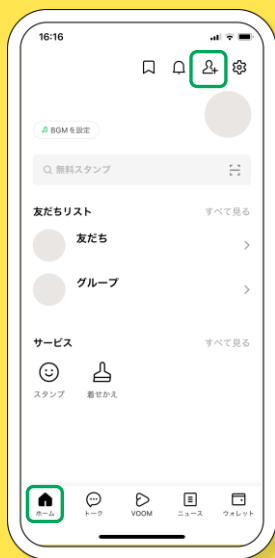 16:16
BGMを設定
無料スタンプ
友だちリスト すべて見る
友だち
グループ
サービス すべて見る
スタンプ 着せかえ
ホーム トーク VOOM ニュース ウォレット